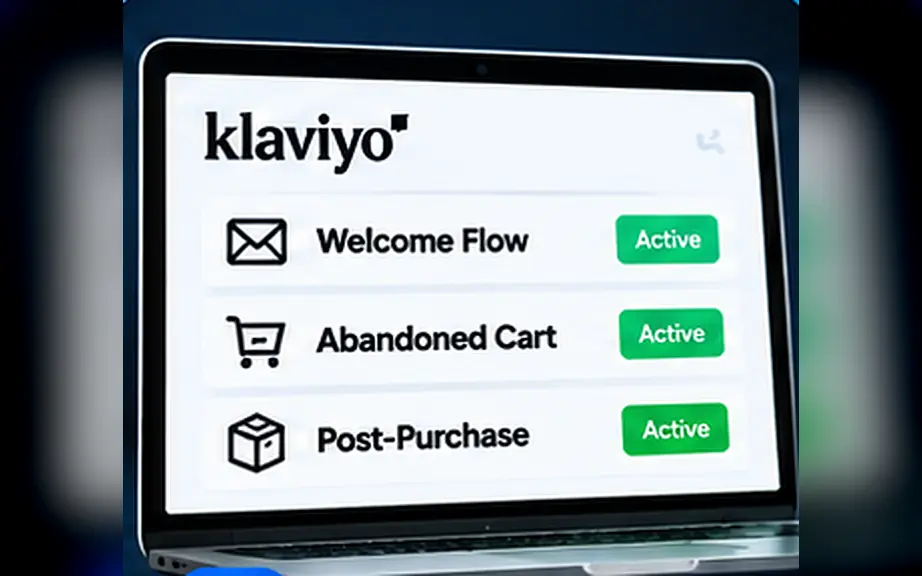 klaviyo
Welcome Flow
Active
Abandoned Cart
Active
Post-Purchase
Active